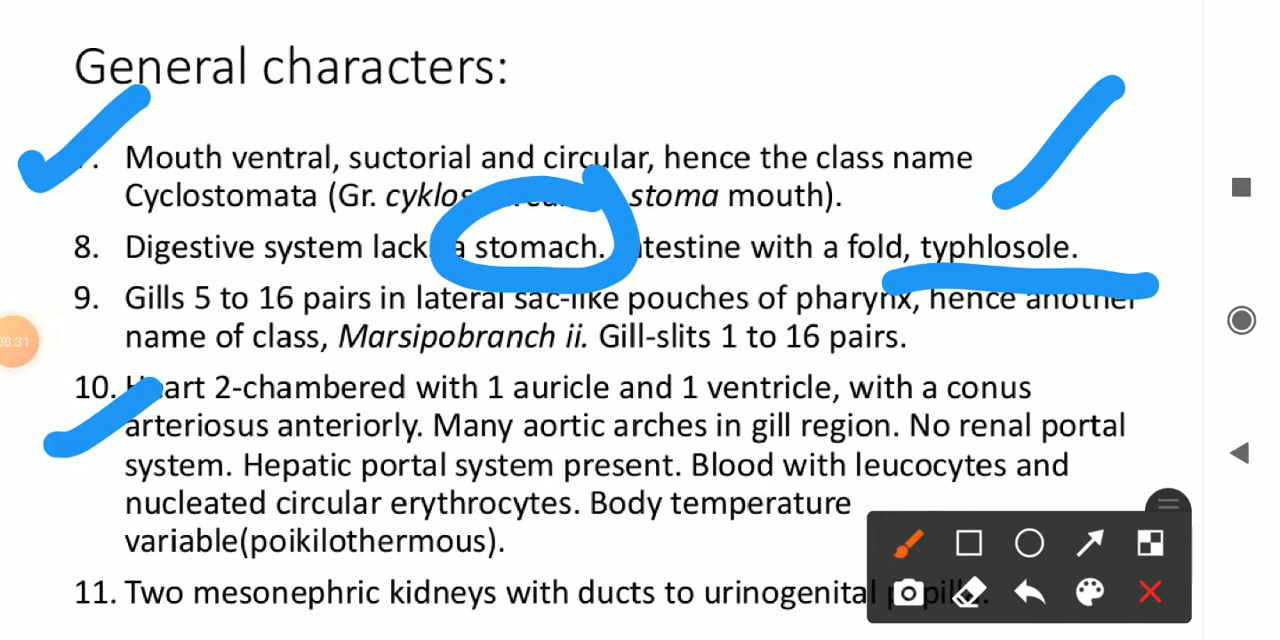 General characters:
Mouth ventral, suctorial and circular, hence the class name
Cyclostomata (Gr. cyklos stoma mouth).
8. Digestive system lack a stomach. with a fold, typhlosole.
9. Gills 5 to 16 pairs in lateral sac-like pouches of pharynx, hence another
name of class, Marsipobranch ii. Gill-slits 1 to 16 pairs.
08:31
10. Heart 2-chambered with 1 auricle and 1 ventricle, with a conus
arteriosus anteriorly. Many aortic arches in gill region. No renal portal
system. Hepatic portal system present. Blood with leucocytes and
nucleated circular erythrocytes. Body temperature
variable(poikilothermous).
11. Two mesonephric kidneys with ducts to urinogenital